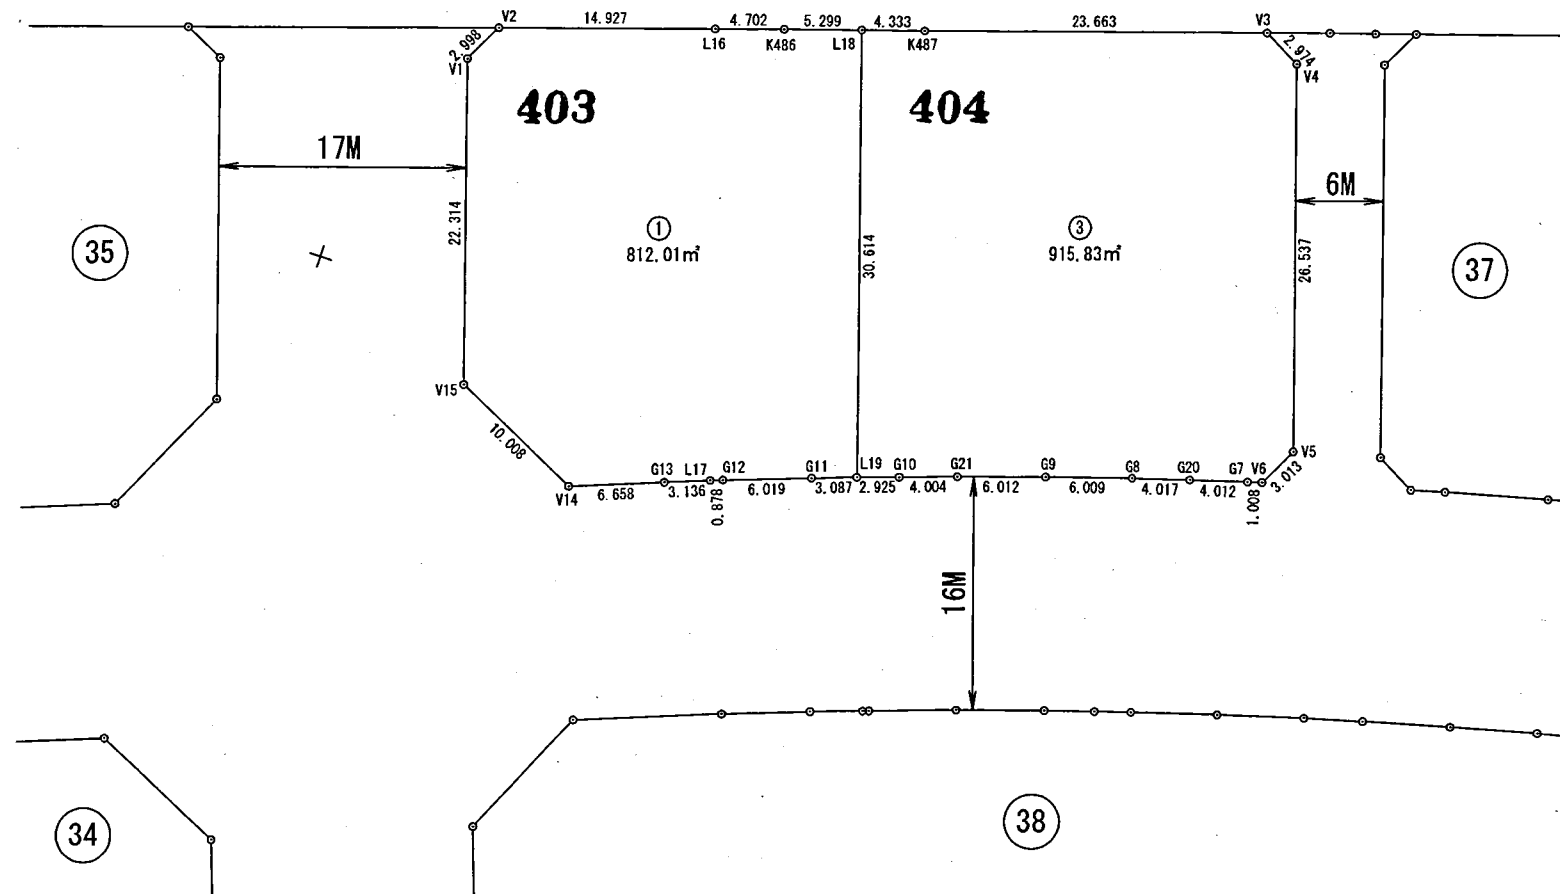 V2 14.927 4.702 5.299 4.333 23.663 V3
L16 K486 L18 K487
2.998 2.974
V1 V4
403 404
17M 6M
22.314 30.614 26.537
① ③
812.01㎡ 915.83㎡
35 37
V15
10.008
V5
G13 L17 G12 G11 L19 G10 G21 G9 G8 G20 G7 V6
V14 6.658 3.136 0.878 6.019 3.087 2.925 4.004 6.012 6.009 4.017 4.012 1.008 3.013
16M
34 38